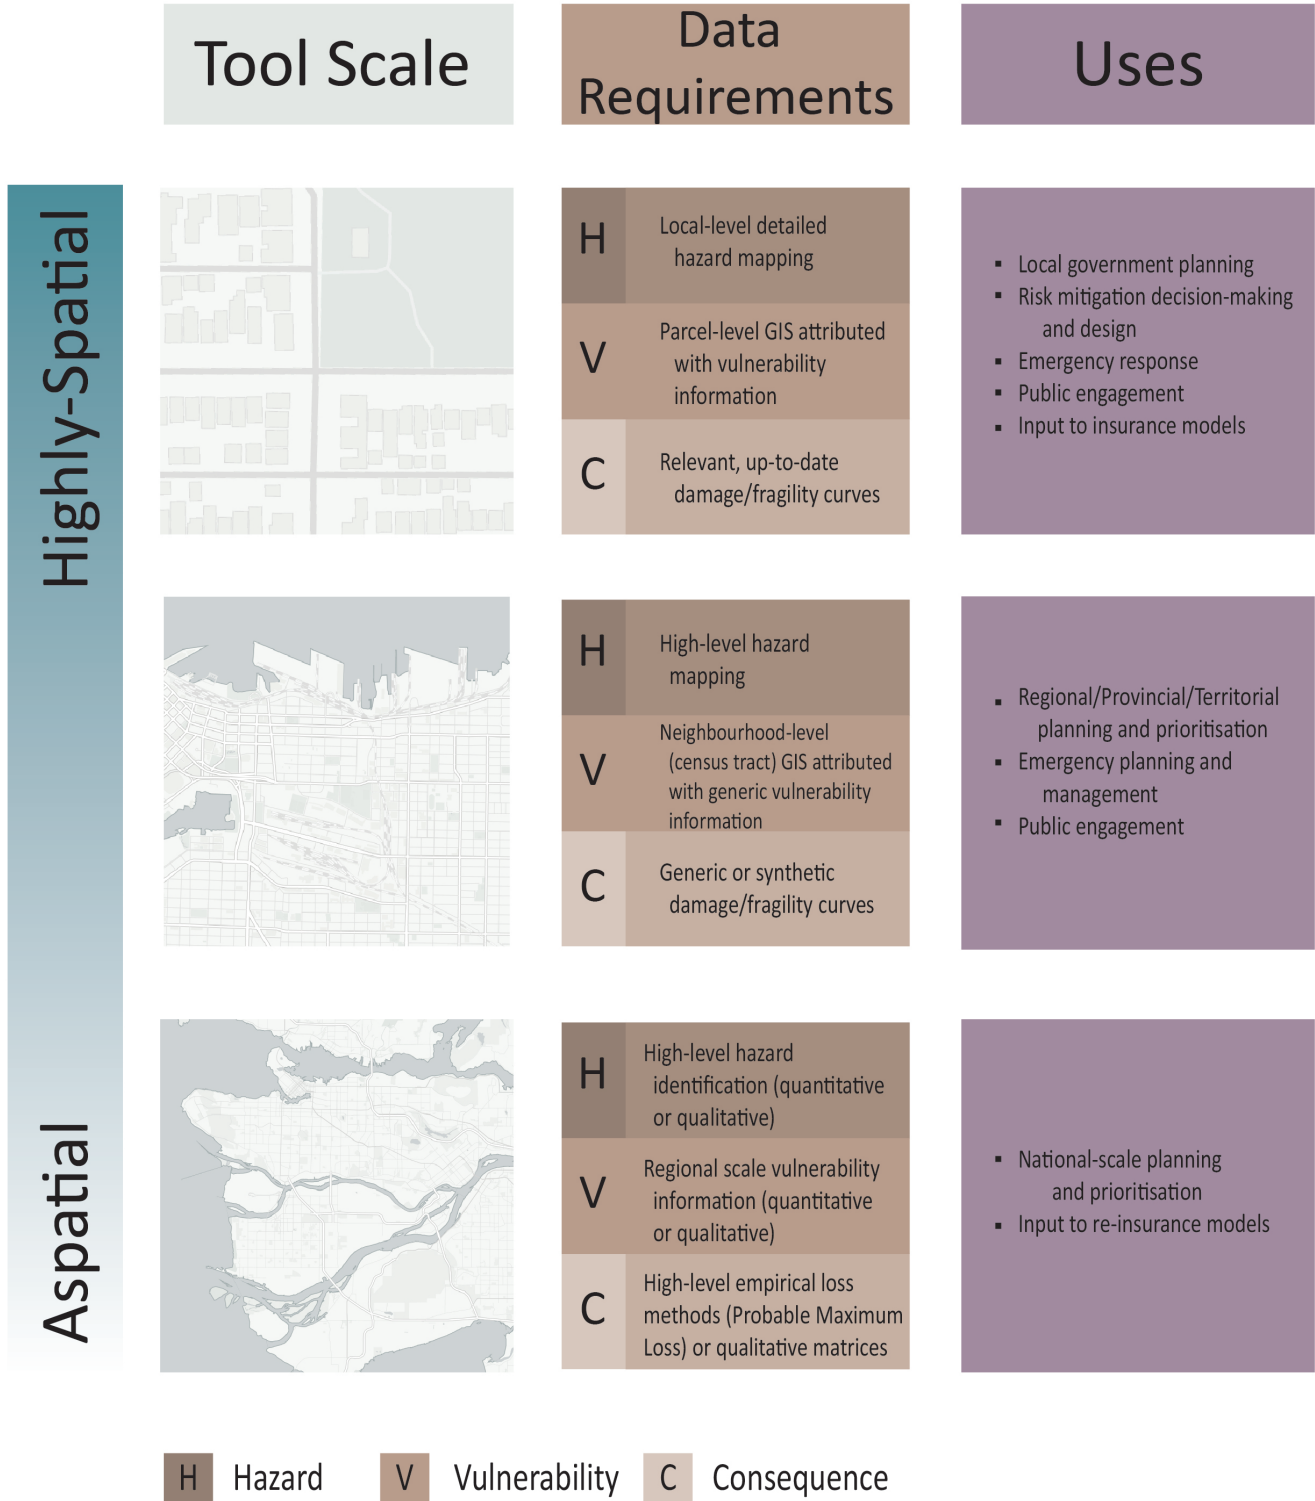 Tool Scale
Data
Requirements
Uses
Highly-Spatial
H
Local-level detailed
hazard mapping
V
Parcel-level GIS attributed
with vulnerability
information
C
Relevant, up-to-date
damage/fragility curves
▪ Local government planning
▪ Risk mitigation decision-making
and design
▪ Emergency response
▪ Public engagement
▪ Input to insurance models
H
High-level hazard
mapping
V
Neighbourhood-level
(census tract) GIS attributed
with generic vulnerability
information
C
Generic or synthetic
damage/fragility curves
▪ Regional/Provincial/Territorial
planning and prioritisation
▪ Emergency planning and
management
▪ Public engagement
Aspatial
H
High-level hazard
identification (quantitative
or qualitative)
V
Regional scale vulnerability
information (quantitative
or qualitative)
C
High-level empirical loss
methods (Probable Maximum
Loss) or qualitative matrices
▪ National-scale planning
and prioritisation
▪ Input to re-insurance models
H Hazard
V Vulnerability
C Consequence